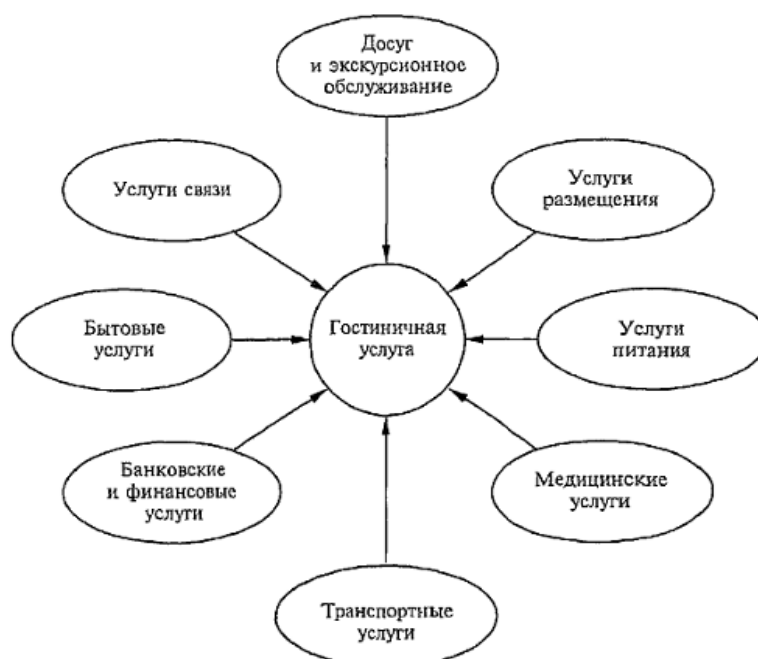 Досуг
и экскурсионное
обслуживание
Услуги связи
Услуги
размещения
Бытовые
услуги
Гостиничная
услуга
Услуги
питания
Банковские
и финансовые
услуги
Медицинские
услуги
Транспортные
услуги